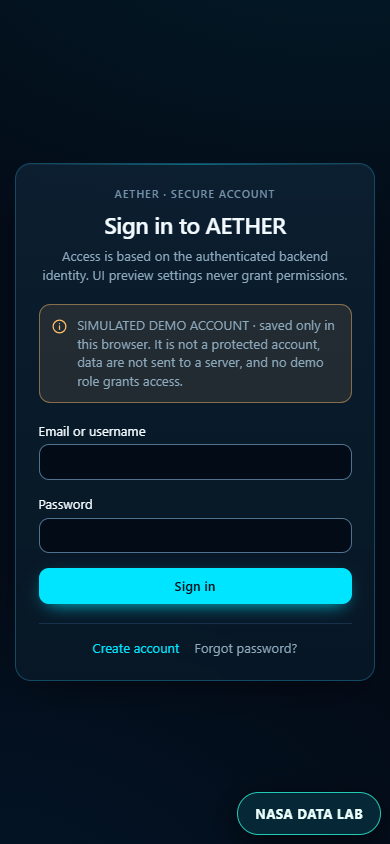 AETHER · SECURE ACCOUNT
Sign in to AETHER
Access is based on the authenticated backend
identity. UI preview settings never grant permissions.
SIMULATED DEMO ACCOUNT · saved only in
this browser. It is not a protected account,
data are not sent to a server, and no demo
role grants access.
Email or username
Password
Sign in
Create account Forgot password?
NASA DATA LAB